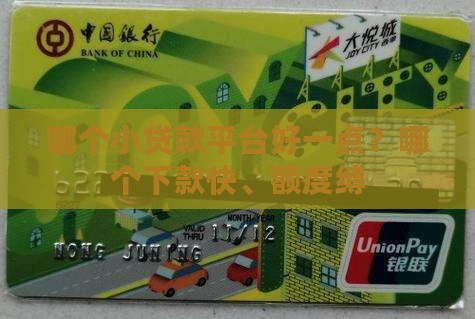 中国银行
BANK OF CHINA
大悦城
JOY CITY
哪个小贷款平台好一点？哪
个下款快、额度
MONTH/YEAR
VALID
THRU
11/12
UnionPay
银联